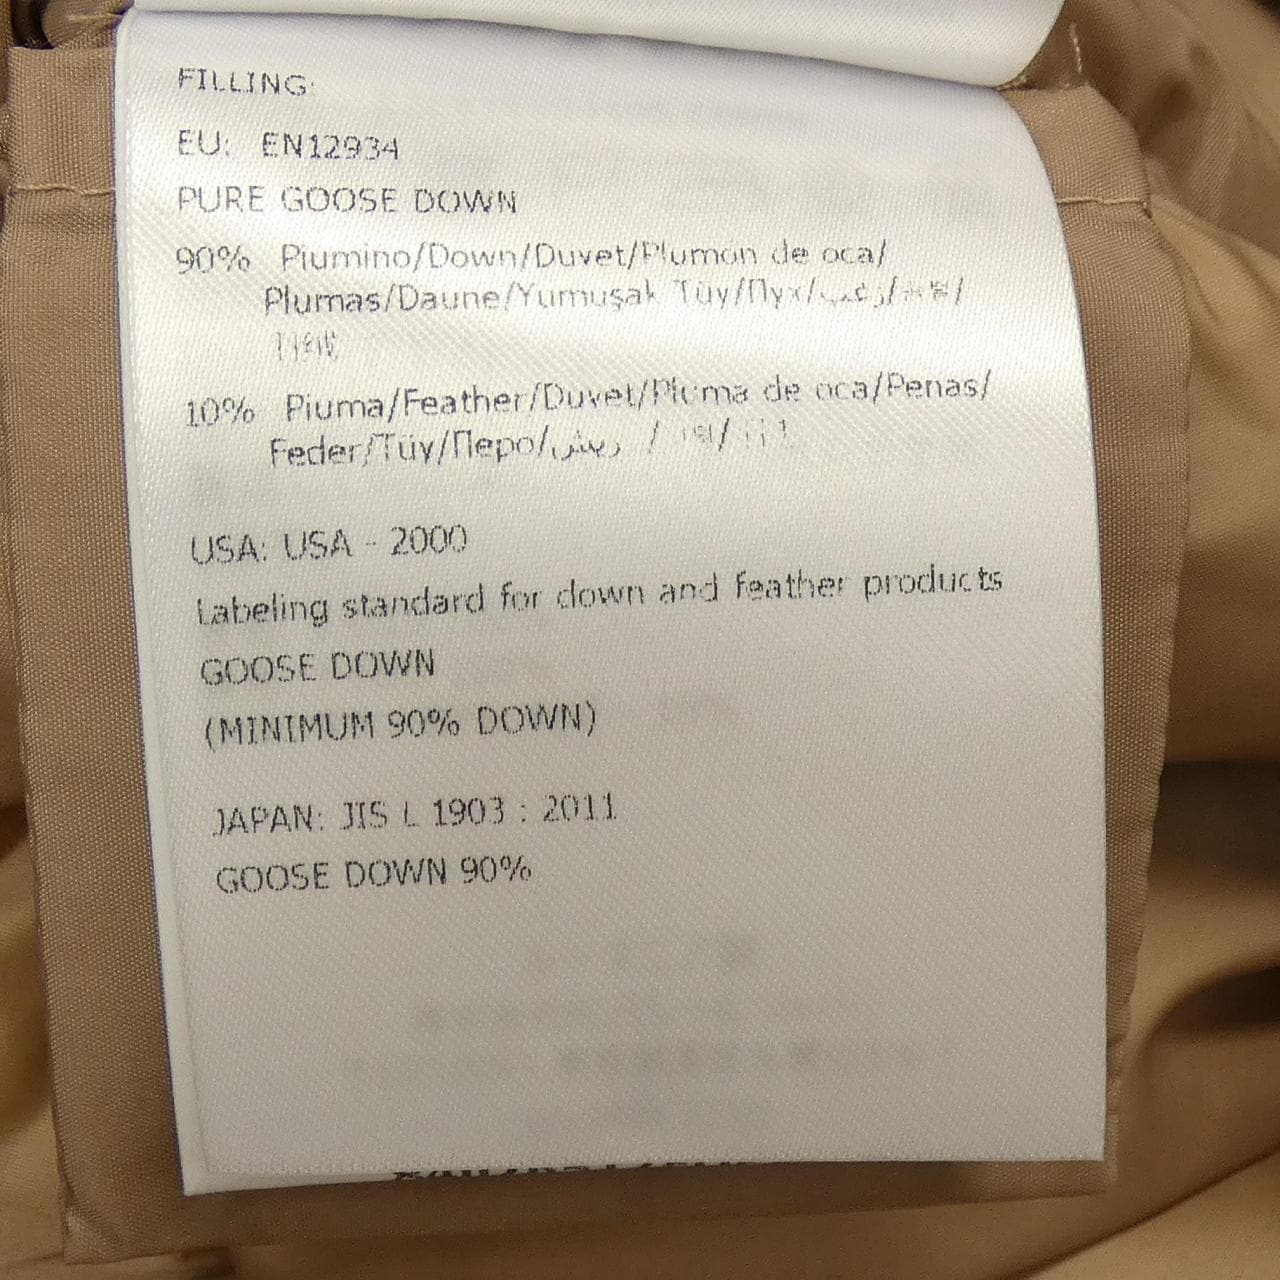 FILLING:
EU: EN12934
PURE GOOSE DOWN
90% Piumino/Down/Duvet/Plumon de oca/
Plumas/Daune/Yumuşak Tüy/Пух/زغب/
10% Piuma/Feather/Duvet/Pluma de oca/Penas/
Feder/Tüy/Перо/ريش/
USA: USA - 2000
Labeling standard for down and feather products
GOOSE DOWN
(MINIMUM 90% DOWN)
JAPAN: JIS L 1903 : 2011
GOOSE DOWN 90%